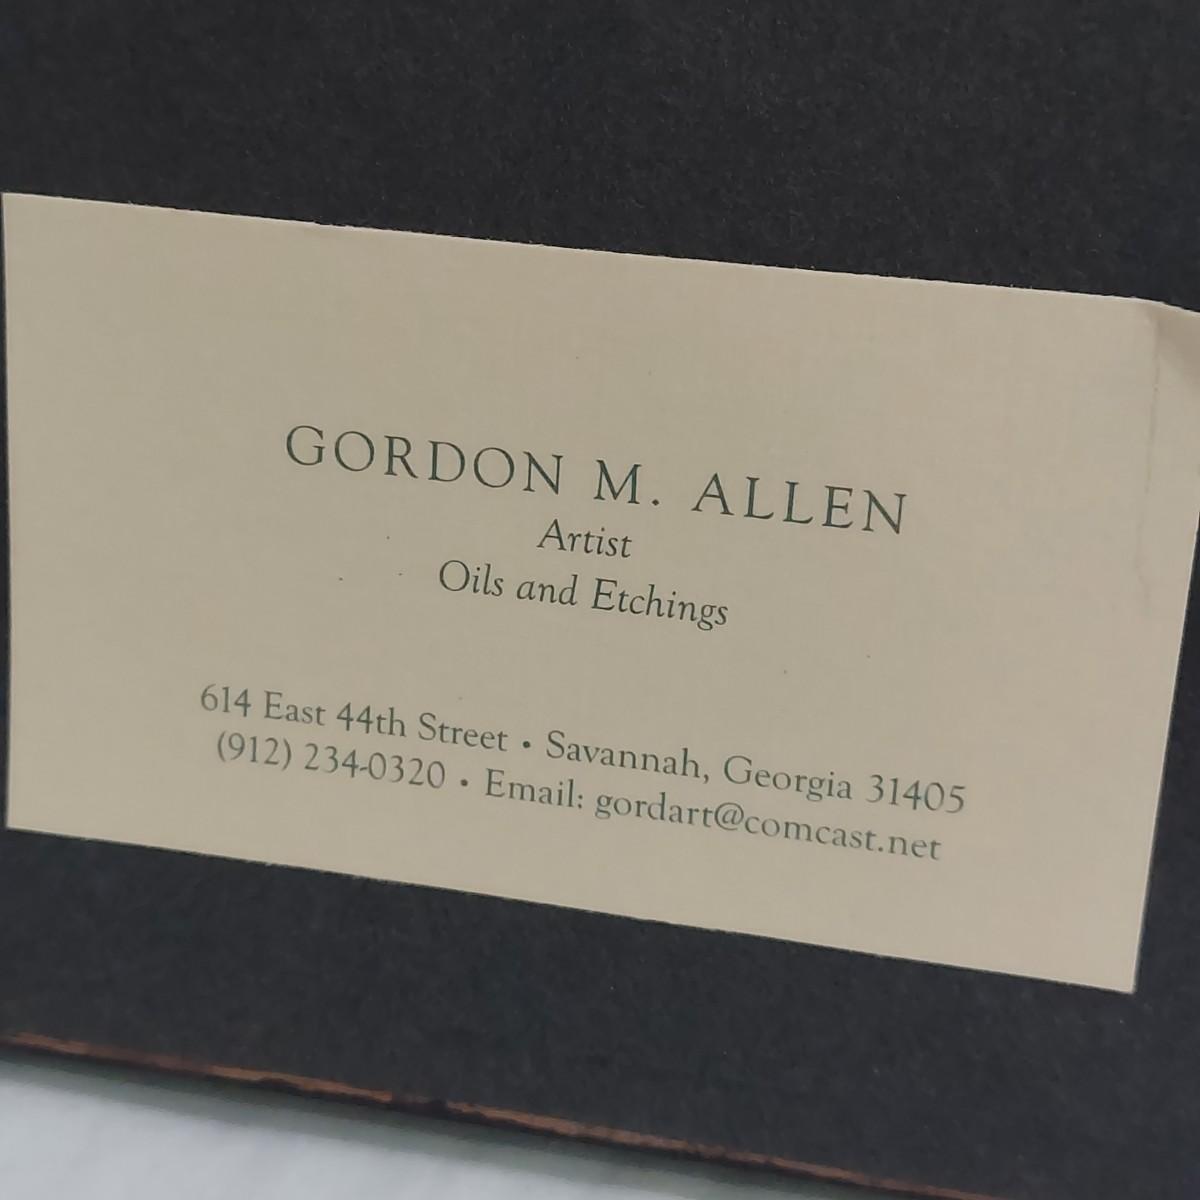 GORDON M. ALLEN
Artist
Oils and Etchings
614 East 44th Street • Savannah, Georgia 31405
(912) 234-0320 • Email: gordart@comcast.net